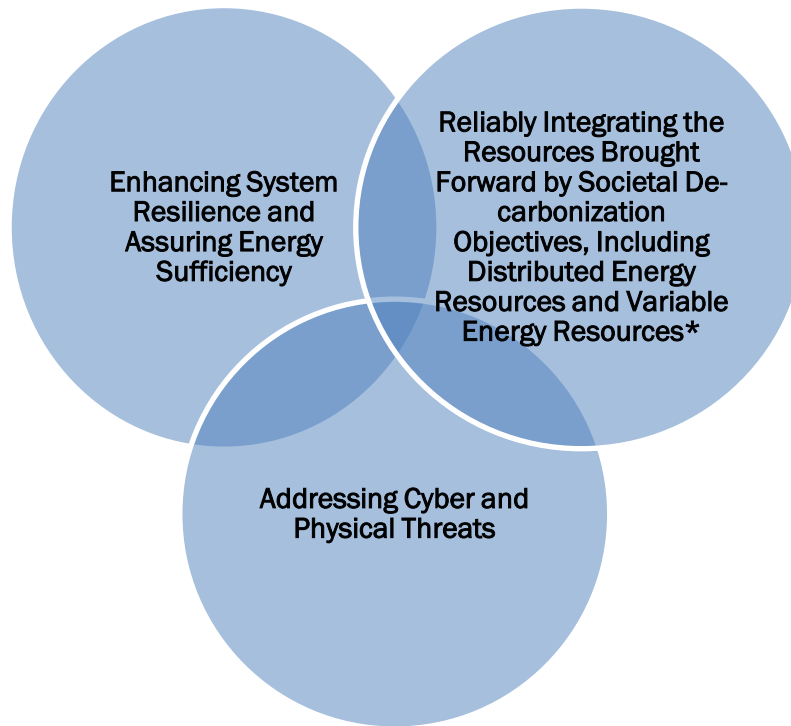 Enhancing System
Resilience and
Assuring Energy
Sufficiency
Reliably Integrating the
Resources Brought
Forward by Societal De-
carbonization
Objectives, Including
Distributed Energy
Resources and Variable
Energy Resources*
Addressing Cyber and
Physical Threats